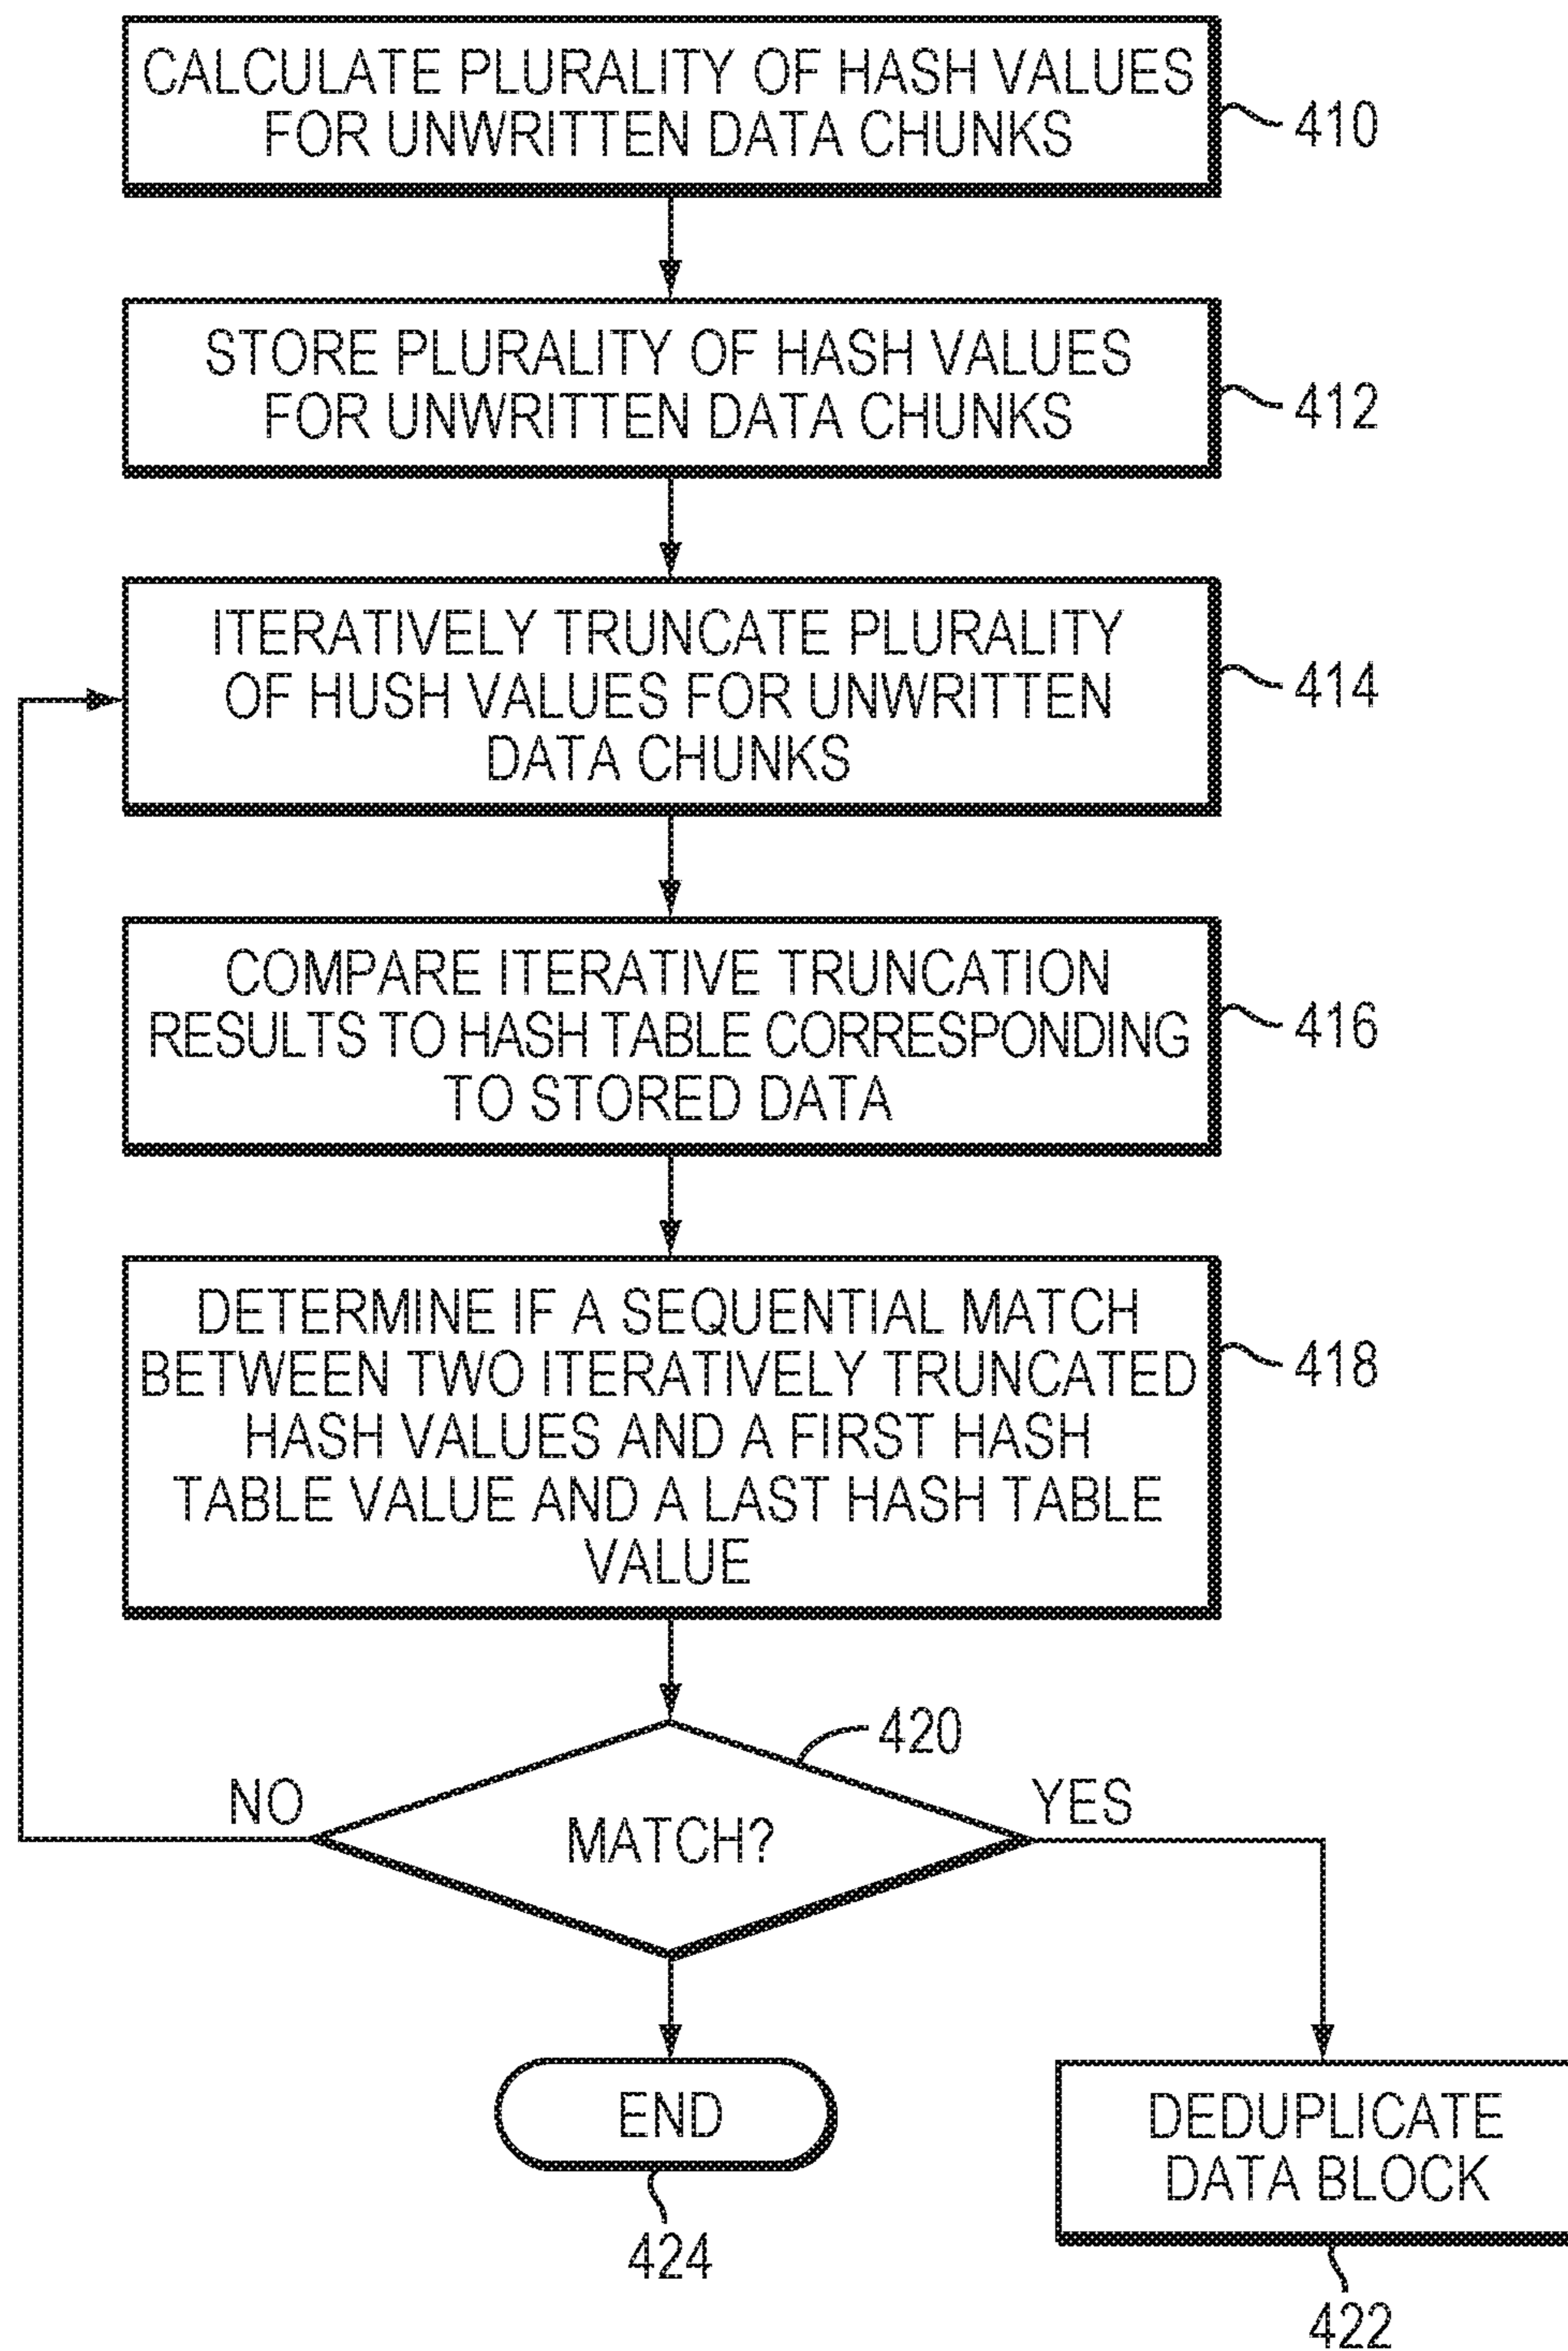 CALCULATE PLURALITY OF HASH VALUES
FOR UNWRITTEN DATA CHUNKS
410
STORE PLURALITY OF HASH VALUES
FOR UNWRITTEN DATA CHUNKS
412
ITERATIVELY TRUNCATE PLURALITY
OF HUSH VALUES FOR UNWRITTEN
DATA CHUNKS
414
COMPARE ITERATIVE TRUNCATION
RESULTS TO HASH TABLE CORRESPONDING
TO STORED DATA
416
DETERMINE IF A SEQUENTIAL MATCH
BETWEEN TWO ITERATIVELY TRUNCATED
HASH VALUES AND A FIRST HASH
TABLE VALUE AND A LAST HASH TABLE
VALUE
418
420
NO
YES
MATCH?
END
424
DEDUPLICATE
DATA BLOCK
422